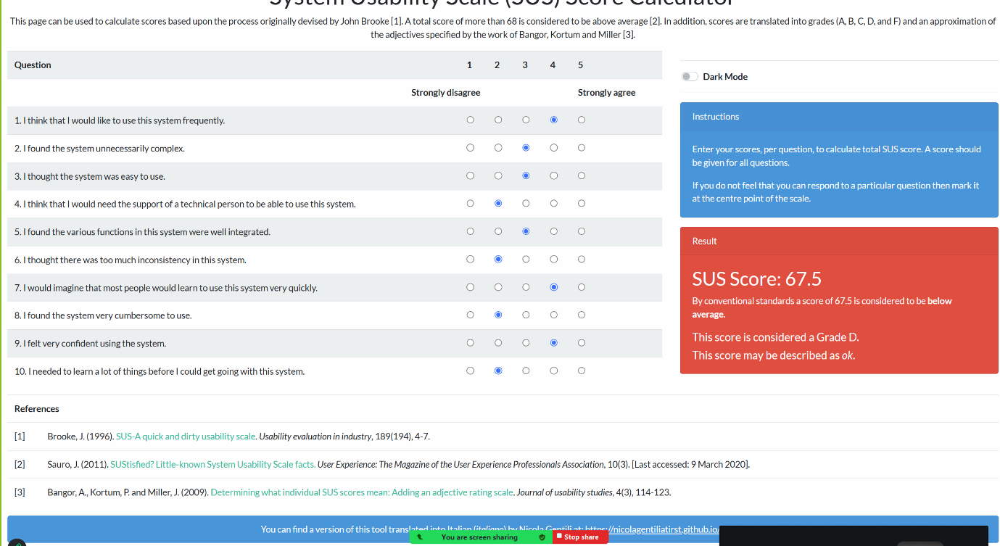 System Usability Scale (SUS) Score Calculator
This page can be used to calculate scores based upon the process originally devised by John Brooke [1]. A total score of more than 68 is considered to be above average [2]. In addition, scores are translated into grades (A, B, C, D, and F) and an approximation of
the adjectives specified by the work of Bangor, Kortum and Miller [3].
Question 1 2 3 4 5
Strongly disagree Strongly agree
1. I think that I would like to use this system frequently.
2. I found the system unnecessarily complex.
3. I thought the system was easy to use.
4. I think that I would need the support of a technical person to be able to use this system.
5. I found the various functions in this system were well integrated.
6. I thought there was too much inconsistency in this system.
7. I would imagine that most people would learn to use this system very quickly.
8. I found the system very cumbersome to use.
9. I felt very confident using the system.
10. I needed to learn a lot of things before I could get going with this system.
Dark Mode
Instructions
Enter your scores, per question, to calculate total SUS score. A score should
be given for all questions.
If you do not feel that you can respond to a particular question then mark it
at the centre point of the scale.
Result
SUS Score: 67.5
By conventional standards a score of 67.5 is considered to be below
average.
This score is considered a Grade D.
This score may be described as ok.
References
[1] Brooke, J. (1996). SUS-A quick and dirty usability scale. Usability evaluation in industry, 189(194), 4-7.
[2] Sauro, J. (2011). SUStisfied? Little-known System Usability Scale facts. User Experience: The Magazine of the User Experience Professionals Association, 10(3). [Last accessed: 9 March 2020].
[3] Bangor, A., Kortum, P. and Miller, J. (2009). Determining what individual SUS scores mean: Adding an adjective rating scale. Journal of usability studies, 4(3), 114-123.
You can find a version of this tool translated into Italian (italiano) by Nicola Gentili at: https://nicolagentiliatirst.github.io/
You are screen sharing Stop share